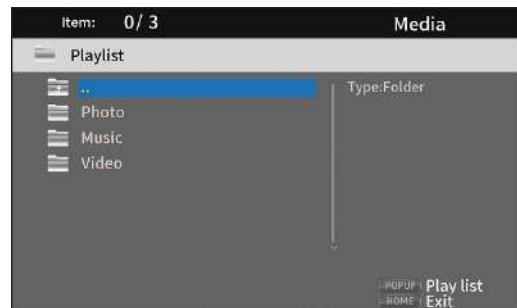 Item: 0/3 Media
Playlist
.. Type:Folder
Photo
Music
Video
POPUP Play list
HOME Exit